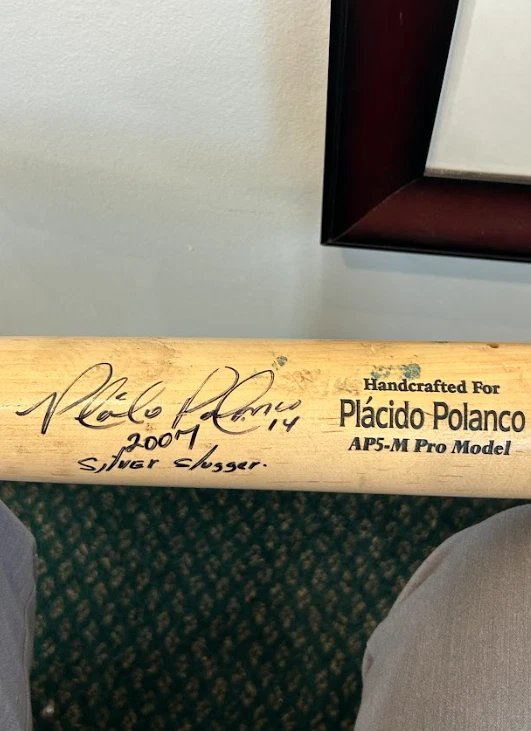 Plácido Polanco 14
2007
Silver Slugger.
Handcrafted For
Plácido Polanco
AP5-M Pro Model